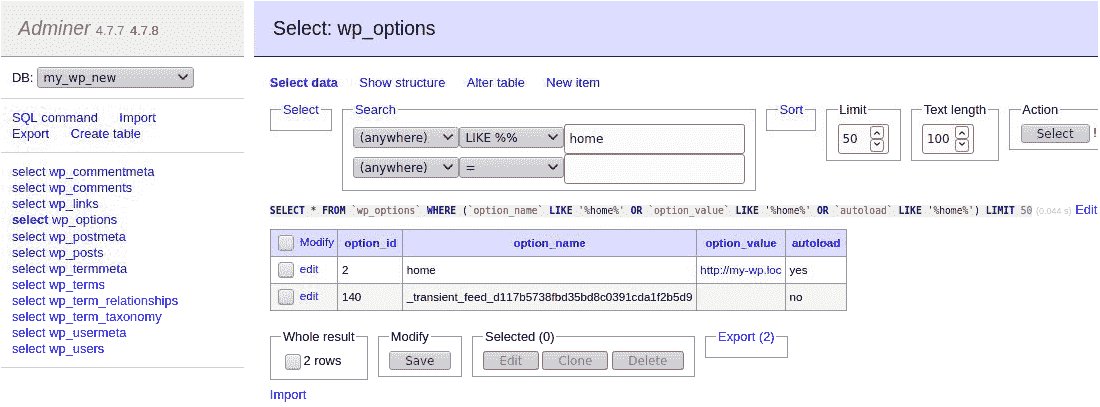 Adminer 4.7.7 4.7.8
Select: wp_options
DB: my_wp_new
SQL command Import
Export Create table
select wp_commentmeta
select wp_comments
select wp_links
select wp_options
select wp_postmeta
select wp_posts
select wp_termmeta
select wp_terms
select wp_term_relationships
select wp_term_taxonomy
select wp_usermeta
select wp_users
Select data Show structure Alter table New item
Select Search Sort Limit Text length Action
(anywhere) LIKE %% home 50 100 Select !
(anywhere) =
SELECT * FROM `wp_options` WHERE (`option_name` LIKE '%home%' OR `option_value` LIKE '%home%' OR `autoload` LIKE '%home%') LIMIT 50 (0.044 s) Edit
Modify option_id option_name option_value autoload
edit 2 home http://my-wp.loc yes
edit 140 _transient_feed_d117b5738fbd35bd8c0391cda1f2b5d9 no
Whole result Modify Selected (0) Export (2)
2 rows Save Edit Clone Delete
Import